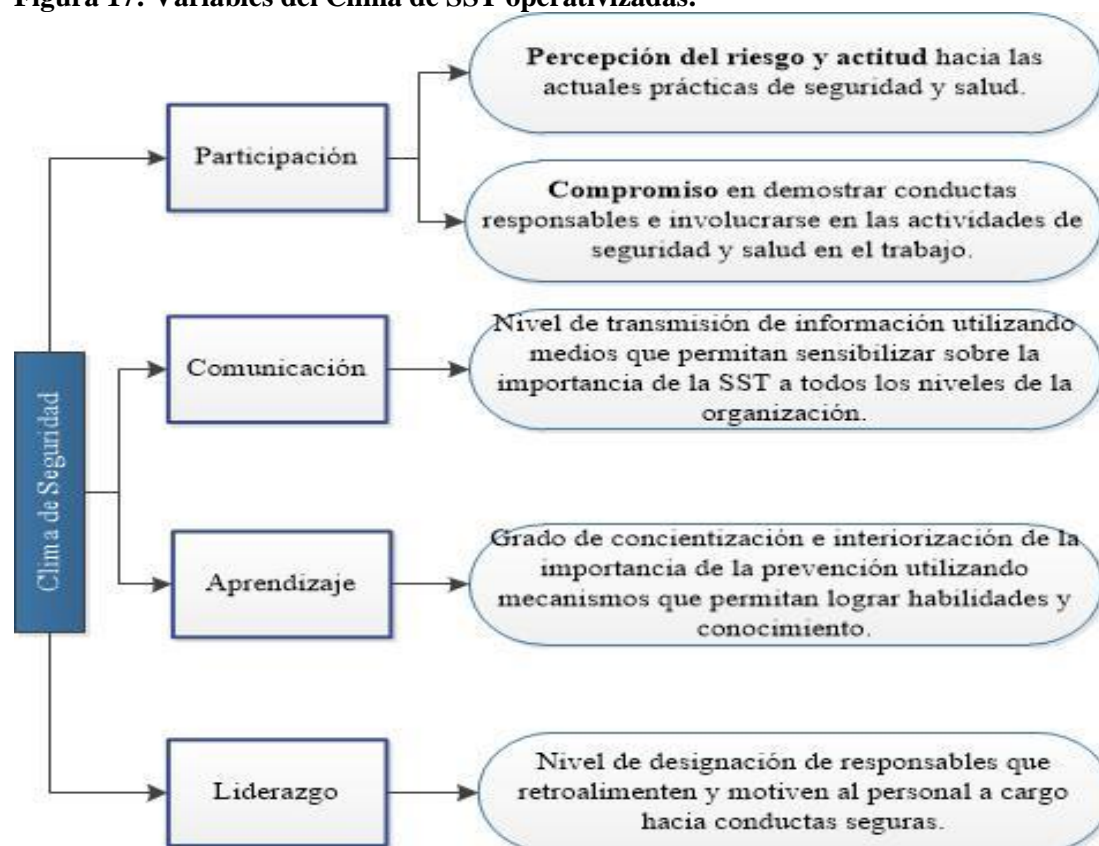 Figura 17: Variables del Clima de SST operativizadas.
Percepción del riesgo y actitud hacia las
actuales prácticas de seguridad y salud.
Participación
Compromiso en demostrar conductas
responsables e involucrarse en las actividades de
seguridad y salud en el trabajo.
Clima de Seguridad
Comunicación
Nivel de transmisión de información utilizando
medios que permitan sensibilizar sobre la
importancia de la SST a todos los niveles de la
organización.
Aprendizaje
Grado de concientización e interiorización de la
importancia de la prevención utilizando
mecanismos que permitan lograr habilidades y
conocimiento.
Liderazgo
Nivel de designación de responsables que
retroalimenten y motiven al personal a cargo
hacia conductas seguras.